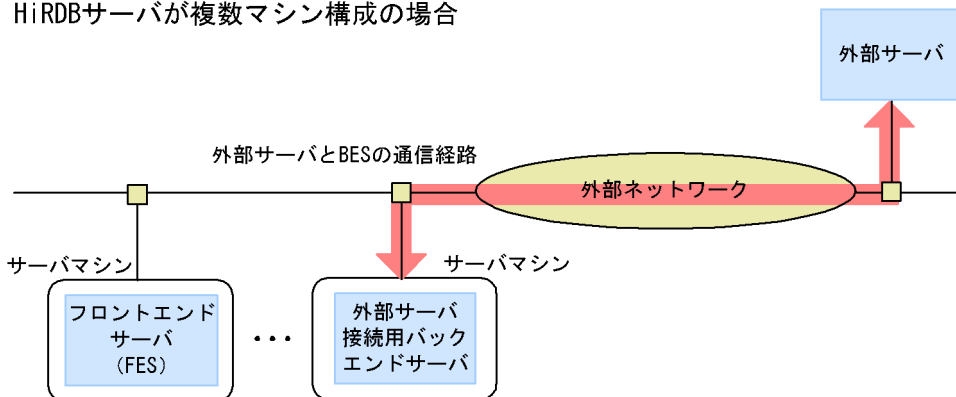 HiRDBサーバが複数マシン構成の場合
外部サーバ
外部サーバとBESの通信経路
外部ネットワーク
サーバマシン
サーバマシン
フロントエンド
サーバ
(FES)
･･･
外部サーバ
接続用バック
エンドサーバ